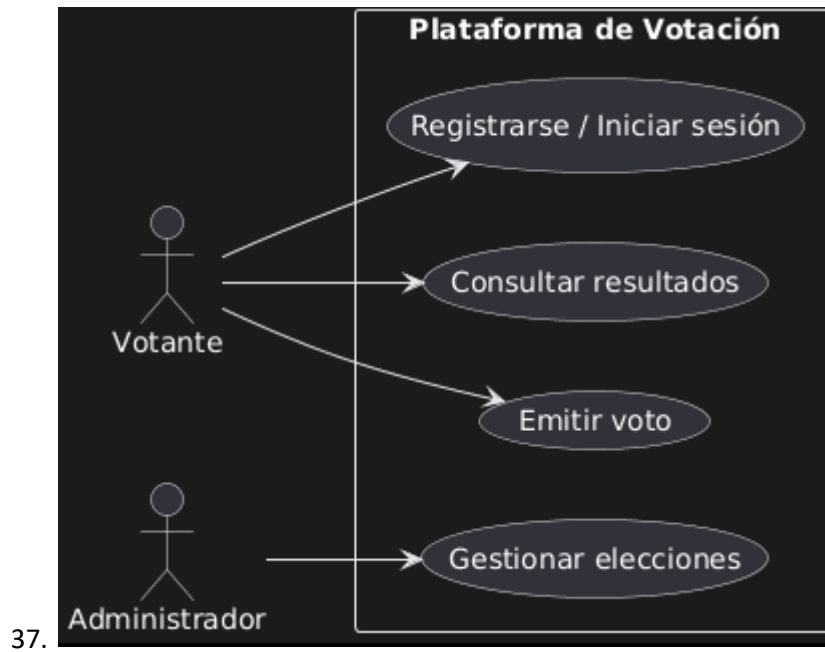 Plataforma de Votación
Registrarse / Iniciar sesión
Consultar resultados
Votante
Emitir voto
Gestionar elecciones
Administrador
37.